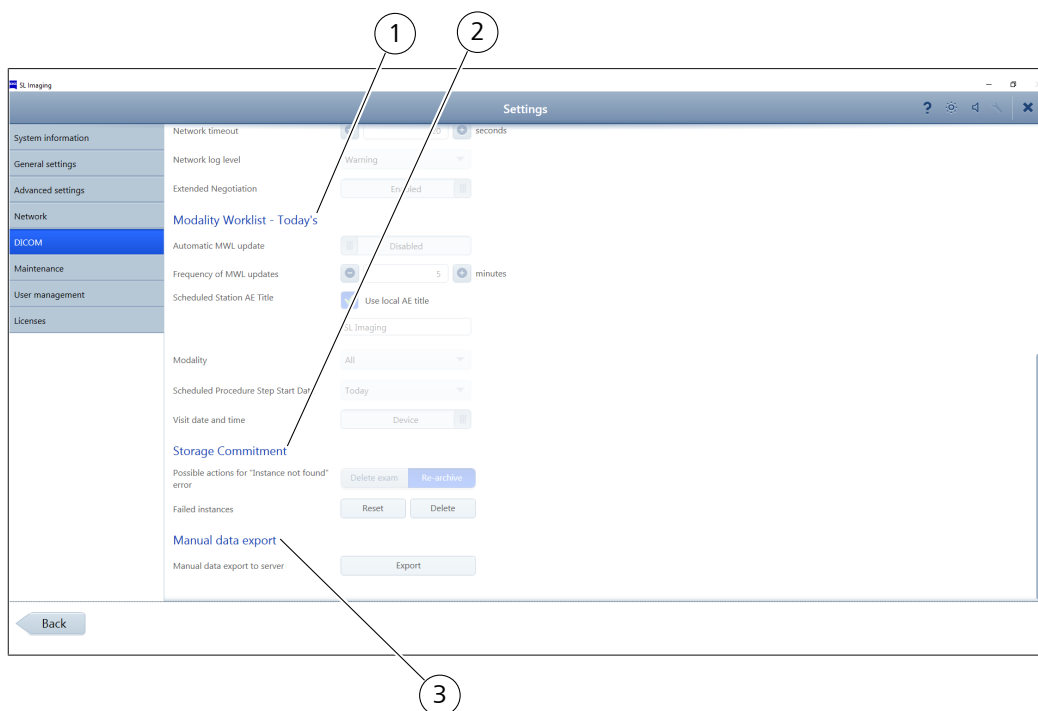 1
2
SL Imaging
Settings
?
System information
General settings
Advanced settings
Network
DICOM
Maintenance
User management
Licenses
Network timeout
20 seconds
Network log level
Warning
Extended Negotiation
Enabled
Modality Worklist - Today's
Automatic MWL update
Disabled
Frequency of MWL updates
5 minutes
Scheduled Station AE Title
Use local AE title
SL Imaging
Modality
All
Scheduled Procedure Step Start Dat
Today
Visit date and time
Device
Storage Commitment
Possible actions for "Instance not found"
error
Delete exam Re-archive
Failed instances
Reset Delete
Manual data export
Manual data export to server
Export
Back
3